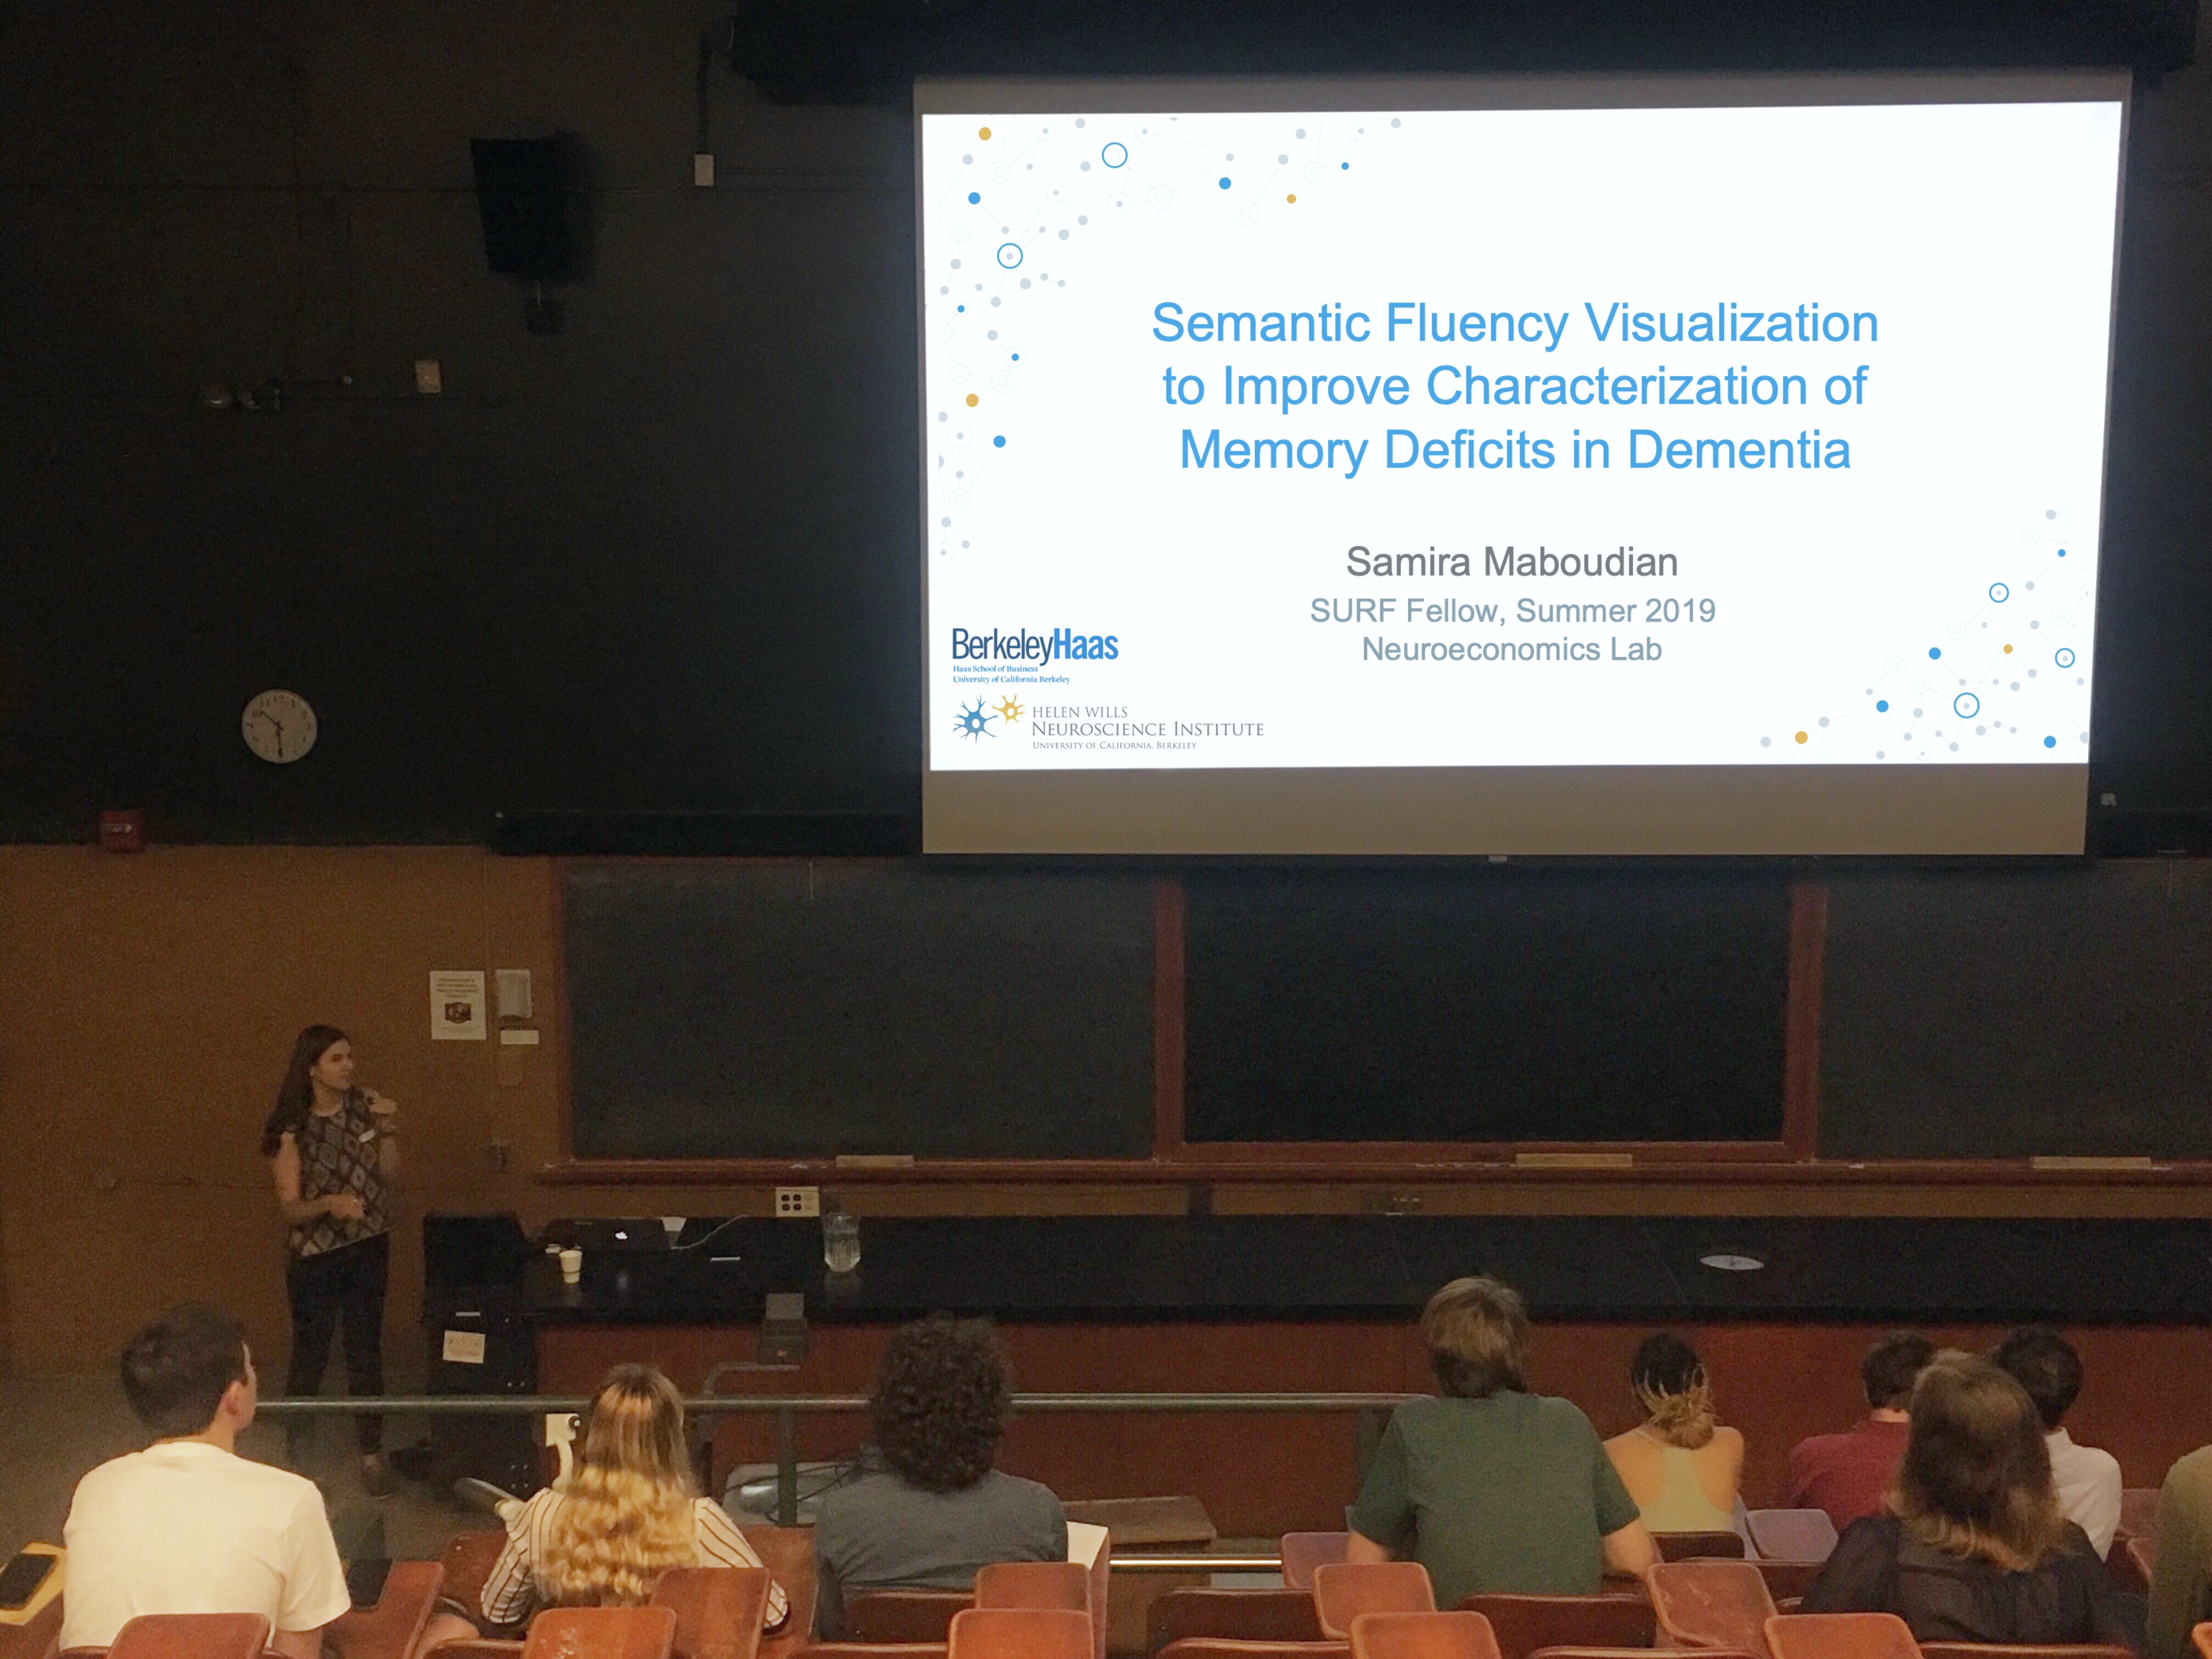 Semantic Fluency Visualization
to Improve Characterization of
Memory Deficits in Dementia
Samira Maboudian
SURF Fellow, Summer 2019
Neuroeconomics Lab
BerkeleyHaas
Haas School of Business
University of California Berkeley
HELEN WILLS
NEUROSCIENCE INSTITUTE
UNIVERSITY OF CALIFORNIA, BERKELEY